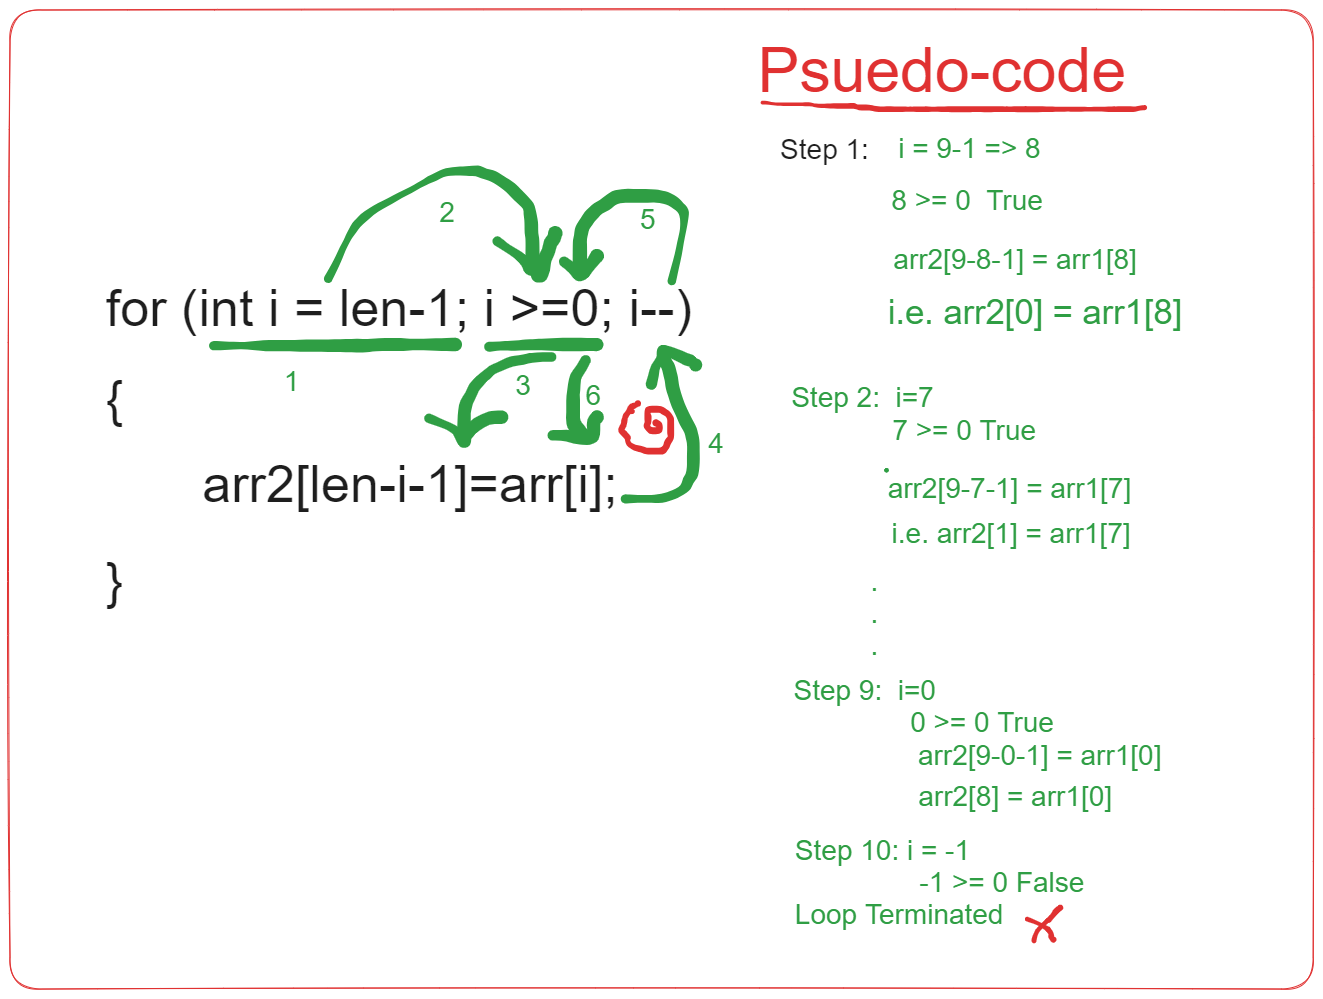 Psuedo-code
Step 1: i = 9-1 => 8
8 >= 0 True
arr2[9-8-1] = arr1[8]
i.e. arr2[0] = arr1[8]
2
5
for (int i = len-1; i >=0; i--)
1
3
6
{
4
arr2[len-i-1]=arr[i];
}
Step 2: i=7
7 >= 0 True
arr2[9-7-1] = arr1[7]
i.e. arr2[1] = arr1[7]
.
.
.
Step 9: i=0
0 >= 0 True
arr2[9-0-1] = arr1[0]
arr2[8] = arr1[0]
Step 10: i = -1
-1 >= 0 False
Loop Terminated